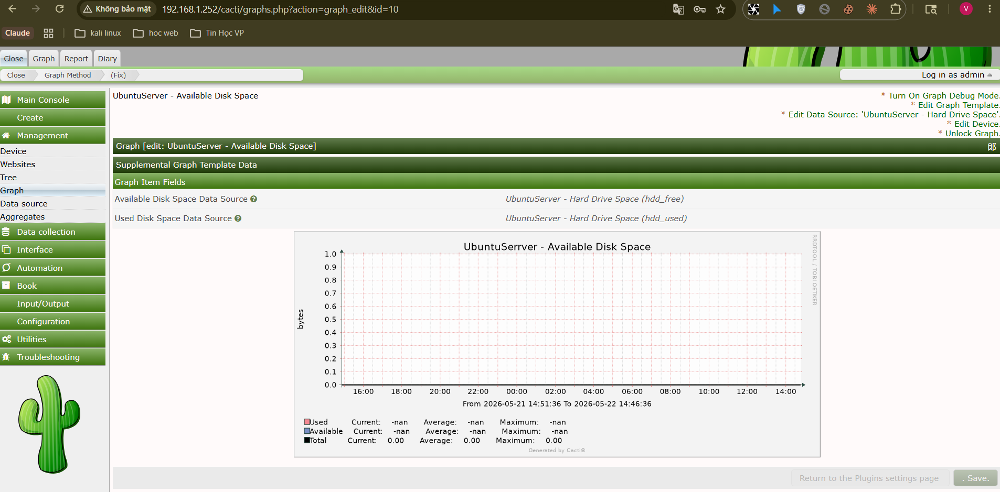 Không bảo mật
192.168.1.252/cacti/graphs.php?action=graph_edit&id=10
V
Claude
kali linux
hoc web
Tin Học VP
Close
Graph
Report
Diary
Close
Graph Method
(Fix)
Log in as admin
Main Console
Create
Management
Device
Websites
Tree
Graph
Data source
Aggregates
Data collection
Interface
Automation
Book
Input/Output
Configuration
Utilities
Troubleshooting
UbuntuServer - Available Disk Space
* Turn On Graph Debug Mode.
* Edit Graph Template.
* Edit Data Source: 'UbuntuServer - Hard Drive Space'.
* Edit Device.
* Unlock Graph.
Graph [edit: UbuntuServer - Available Disk Space]
Supplemental Graph Template Data
Graph Item Fields
Available Disk Space Data Source
UbuntuServer - Hard Drive Space (hdd_free)
Used Disk Space Data Source
UbuntuServer - Hard Drive Space (hdd_used)
UbuntuSerrver - Available Disk Space
RRDTOOL / TOBI OETIKER
bytes
1.0
0.9
0.8
0.7
0.6
0.5
0.4
0.3
0.2
0.1
0.0
16:00 18:00 20:00 22:00 00:00 02:00 04:00 06:00 08:00 10:00 12:00 14:00
From 2026-05-21 14:51:36 To 2026-05-22 14:46:36
Used Current: -nan Average: -nan Maximum: -nan
Available Current: -nan Average: -nan Maximum: -nan
Total Current: 0.00 Average: 0.00 Maximum: 0.00
Generated by Cacti®
Return to the Plugins settings page
. Save.